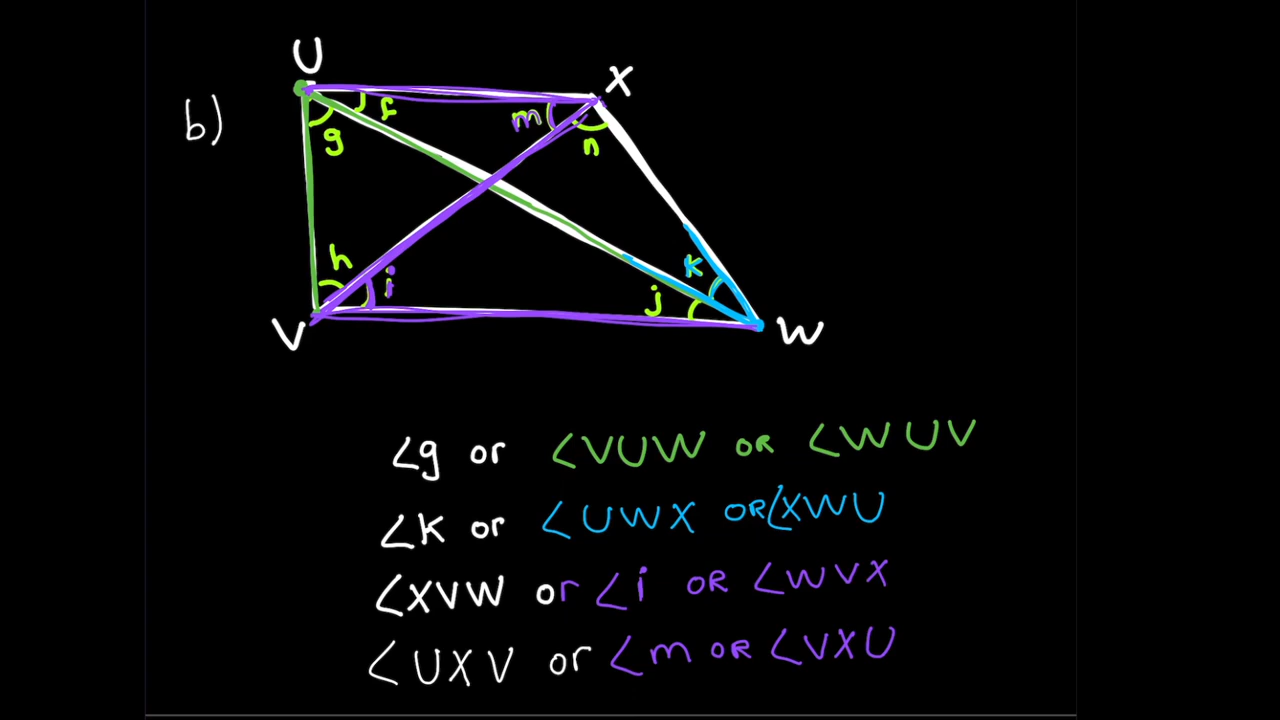 U
X
b)
f
m
g
n
h
i
k
j
V
W
∠g or ∠VUW OR ∠WUV
∠k or ∠UWX OR ∠XWU
∠XVW or ∠i OR ∠WVX
∠UXV or ∠m OR ∠VXU